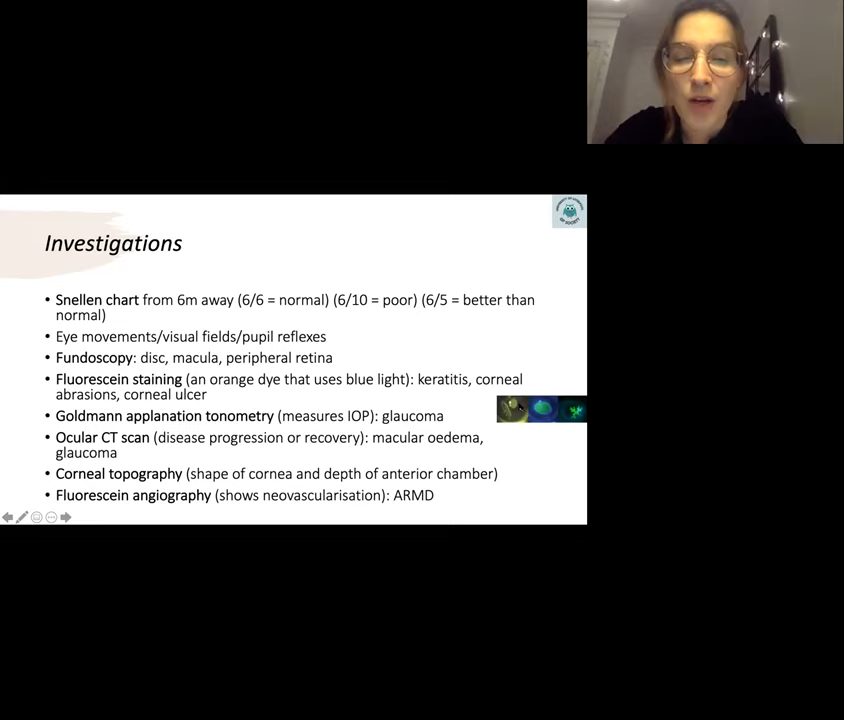 Investigations
• Snellen chart from 6m away (6/6 = normal) (6/10 = poor) (6/5 = better than
normal)
• Eye movements/visual fields/pupil reflexes
• Fundoscopy: disc, macula, peripheral retina
• Fluorescein staining (an orange dye that uses blue light): keratitis, corneal
abrasions, corneal ulcer
• Goldmann applanation tonometry (measures IOP): glaucoma
• Ocular CT scan (disease progression or recovery): macular oedema,
glaucoma
• Corneal topography (shape of cornea and depth of anterior chamber)
• Fluorescein angiography (shows neovascularisation): ARMD